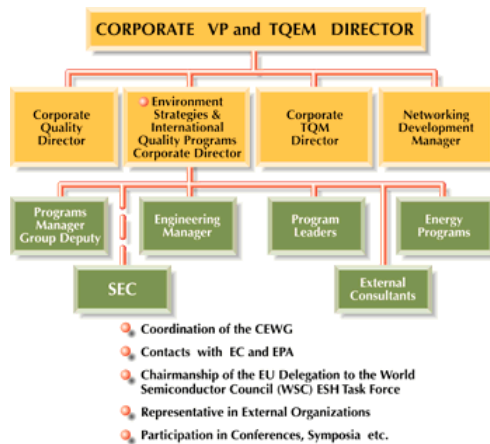 CORPORATE VP and TQEM DIRECTOR
Corporate
Quality
Director
Environment
Strategies &
International
Quality Programs
Corporate Director
Corporate
TQM
Director
Networking
Development
Manager
Programs
Manager
Group Deputy
Engineering
Manager
Program
Leaders
Energy
Programs
SEC
External
Consultants
Coordination of the CEWG
Contacts with EC and EPA
Chairmanship of the EU Delegation to the World
Semiconductor Council (WSC) ESH Task Force
Representative in External Organizations
Participation in Conferences, Symposia etc.